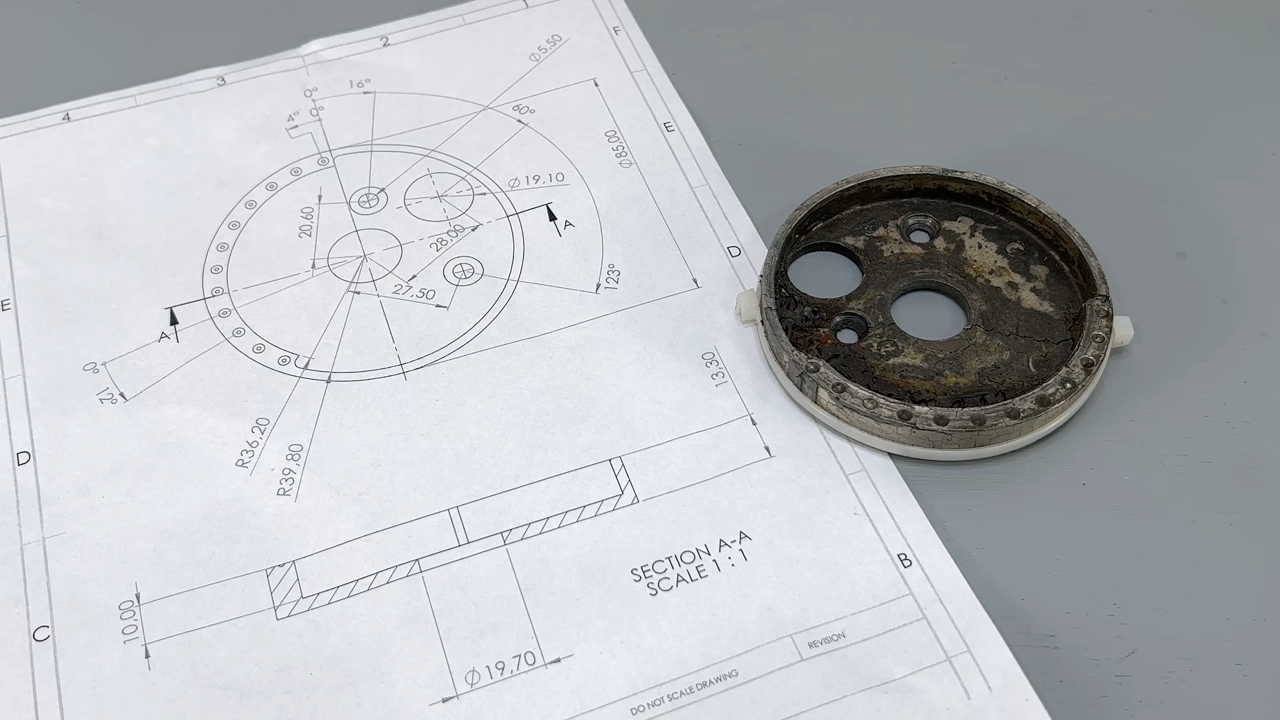 2
3
4
F
E
D
B
E
D
C
Ø5,50
16°
0°
0°
4°
60°
Ø85,00
Ø19,10
20,60
28,00
A
27,50
123°
A
0°
12°
13,30
R36,20
R39,80
SECTION A-A
SCALE 1 : 1
10,00
Ø19,70
REVISION
DO NOT SCALE DRAWING